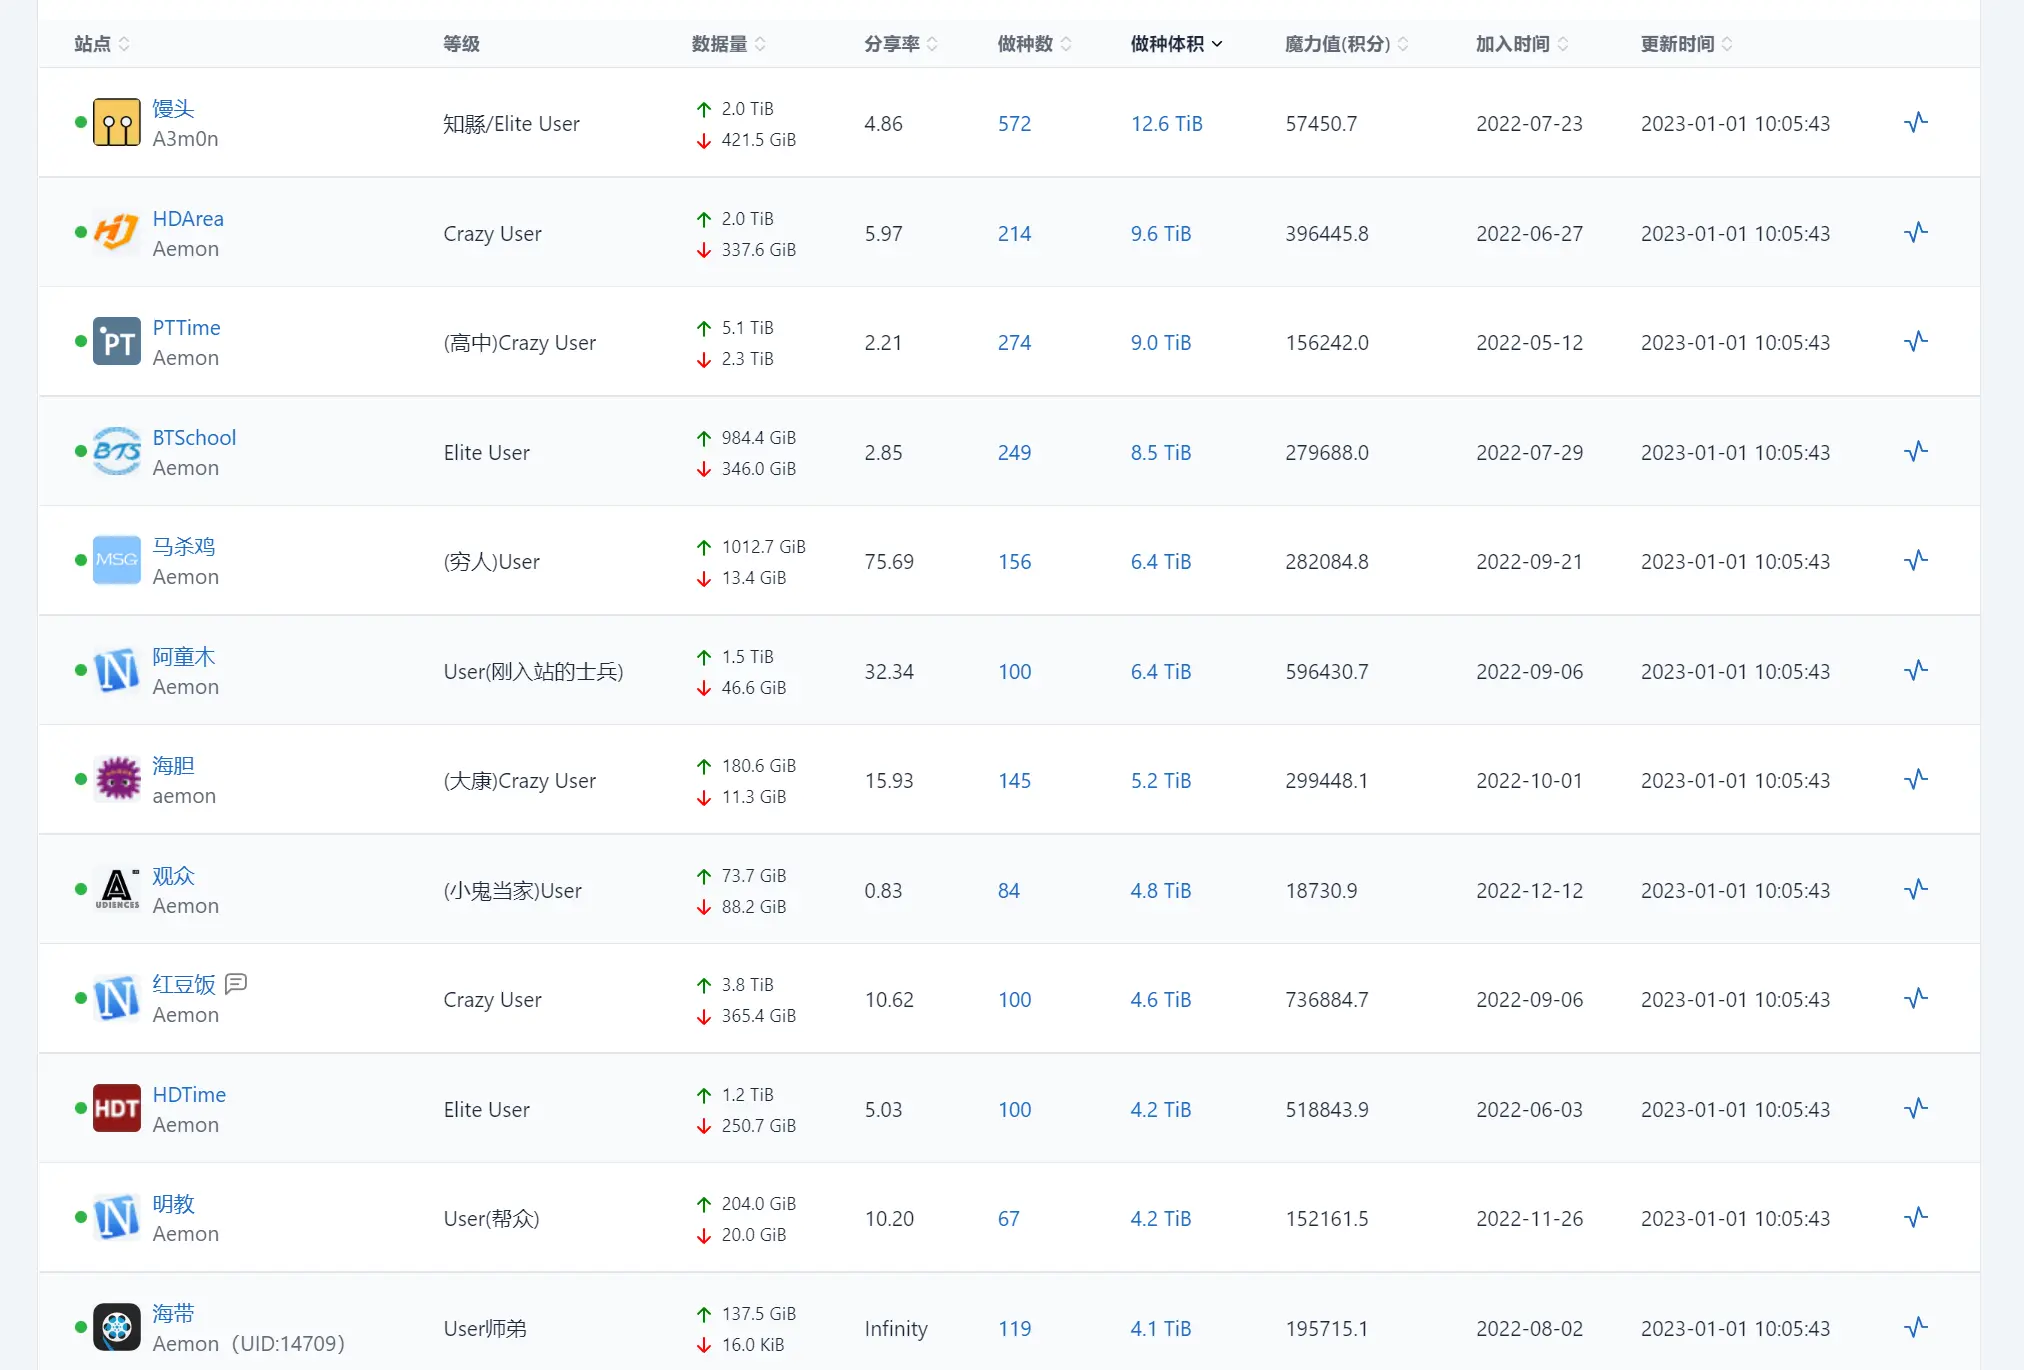 站点 等级 数据量 分享率 做种数 做种体积 魔力值(积分) 加入时间 更新时间
馒头
A3m0n
知縣/Elite User
2.0 TiB
421.5 GiB
4.86 572 12.6 TiB 57450.7 2022-07-23 2023-01-01 10:05:43
HDArea
Aemon
Crazy User
2.0 TiB
337.6 GiB
5.97 214 9.6 TiB 396445.8 2022-06-27 2023-01-01 10:05:43
PT
PTTime
Aemon
(高中)Crazy User
5.1 TiB
2.3 TiB
2.21 274 9.0 TiB 156242.0 2022-05-12 2023-01-01 10:05:43
BTS
BTSchool
Aemon
Elite User
984.4 GiB
346.0 GiB
2.85 249 8.5 TiB 279688.0 2022-07-29 2023-01-01 10:05:43
MSG
马杀鸡
Aemon
(穷人)User
1012.7 GiB
13.4 GiB
75.69 156 6.4 TiB 282084.8 2022-09-21 2023-01-01 10:05:43
N
阿童木
Aemon
User(刚入站的士兵)
1.5 TiB
46.6 GiB
32.34 100 6.4 TiB 596430.7 2022-09-06 2023-01-01 10:05:43
海胆
aemon
(大康)Crazy User
180.6 GiB
11.3 GiB
15.93 145 5.2 TiB 299448.1 2022-10-01 2023-01-01 10:05:43
A
UDIENCES
观众
Aemon
(小鬼当家)User
73.7 GiB
88.2 GiB
0.83 84 4.8 TiB 18730.9 2022-12-12 2023-01-01 10:05:43
N
红豆饭
Aemon
Crazy User
3.8 TiB
365.4 GiB
10.62 100 4.6 TiB 736884.7 2022-09-06 2023-01-01 10:05:43
HDT
HDTime
Aemon
Elite User
1.2 TiB
250.7 GiB
5.03 100 4.2 TiB 518843.9 2022-06-03 2023-01-01 10:05:43
N
明教
Aemon
User(帮众)
204.0 GiB
20.0 GiB
10.20 67 4.2 TiB 152161.5 2022-11-26 2023-01-01 10:05:43
海带
Aemon（UID:14709）
User师弟
137.5 GiB
16.0 KiB
Infinity 119 4.1 TiB 195715.1 2022-08-02 2023-01-01 10:05:43